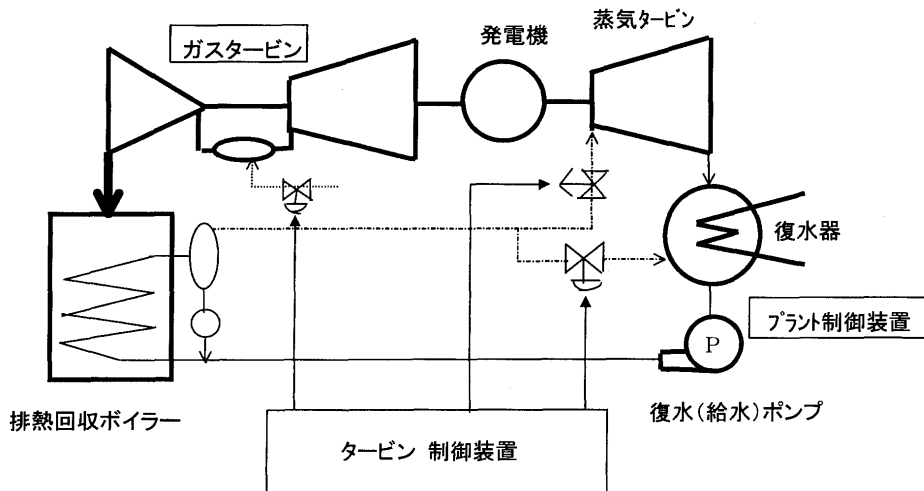 蒸気タービン
発電機
ガスタービン
復水器
プラント制御装置
P
排熱回収ボイラー
復水(給水)ポンプ
タービン 制御装置